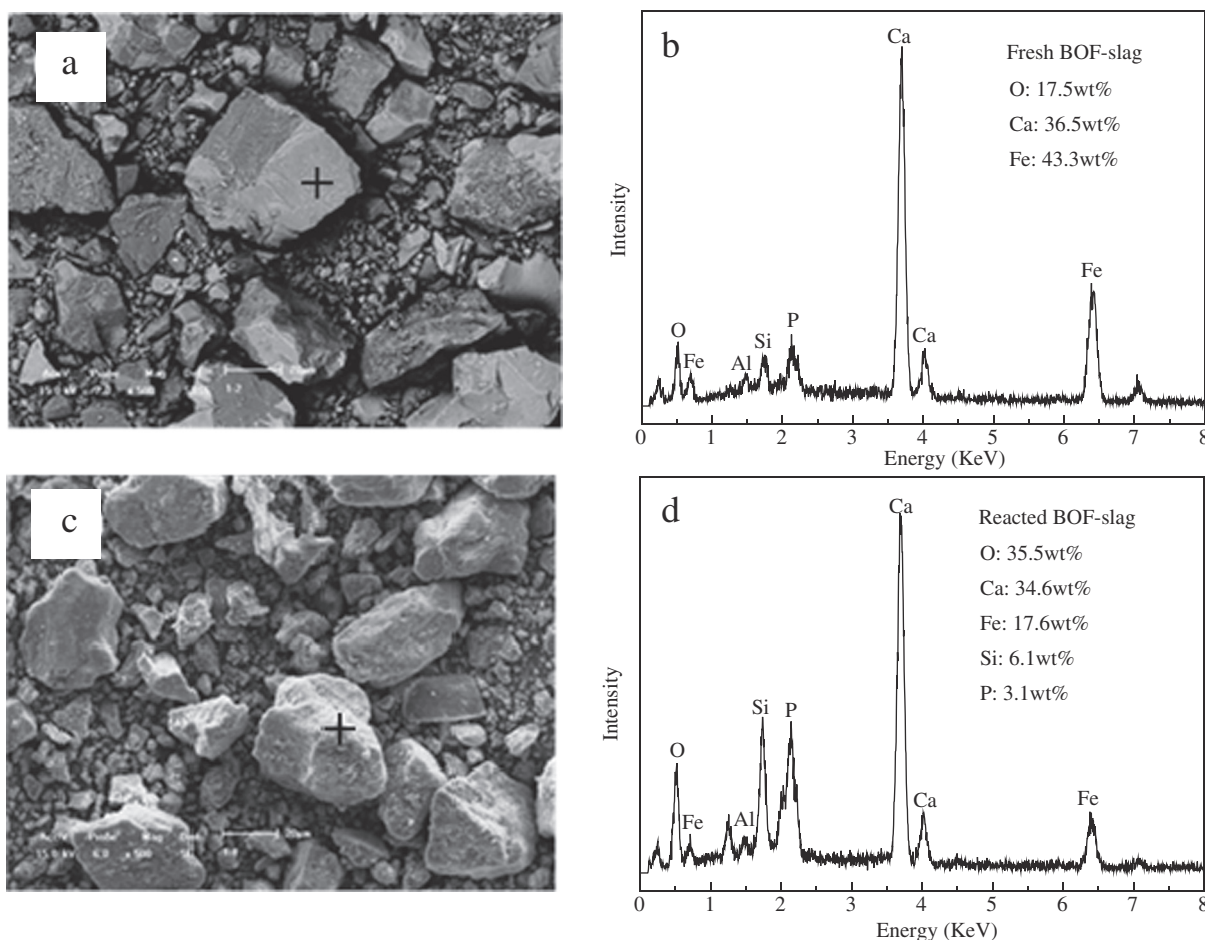 a
b
Fresh BOF-slag
O: 17.5wt%
Ca: 36.5wt%
Fe: 43.3wt%
Ca
Fe
O
Fe
Al
Si
P
Ca
Intensity
0 1 2 3 4 5 6 7 8
Energy (KeV)
c
d
Reacted BOF-slag
O: 35.5wt%
Ca: 34.6wt%
Fe: 17.6wt%
Si: 6.1wt%
P: 3.1wt%
Ca
Si
P
O
Fe
Al
Ca
Fe
Intensity
0 1 2 3 4 5 6 7 8
Energy (KeV)